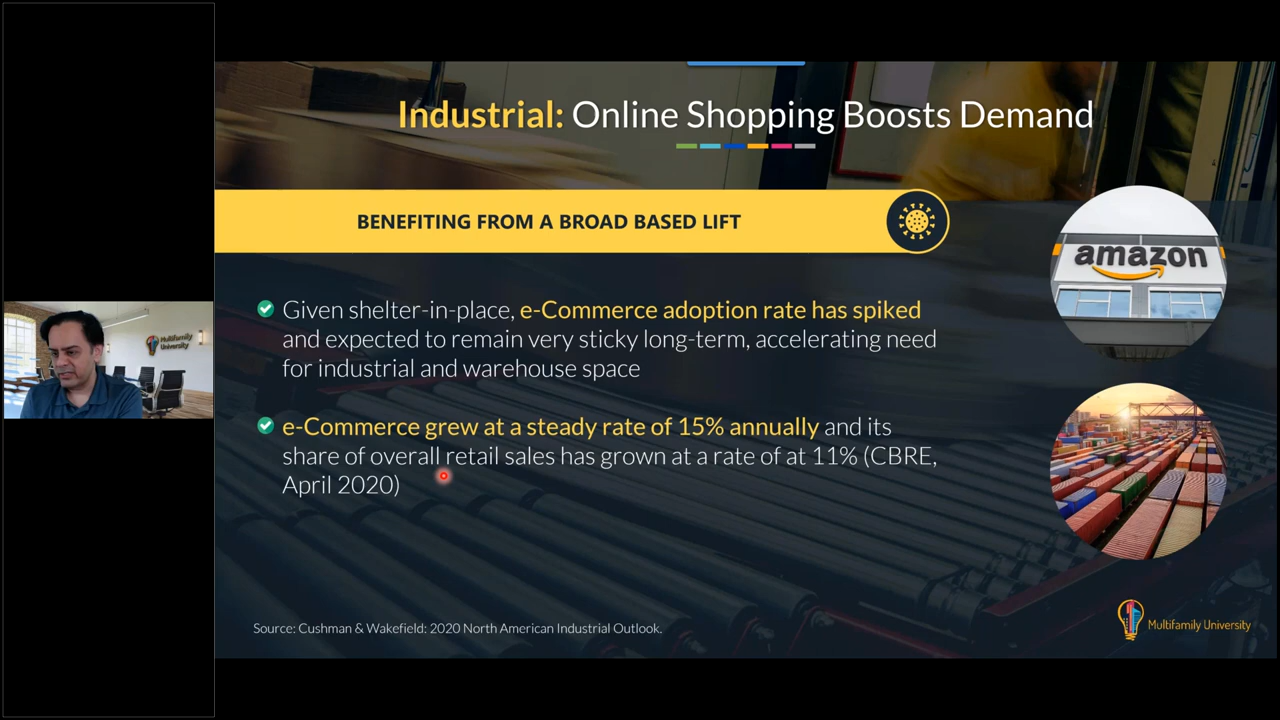 Industrial: Online Shopping Boosts Demand
BENEFITING FROM A BROAD BASED LIFT
amazon
Given shelter-in-place, e-Commerce adoption rate has spiked
and expected to remain very sticky long-term, accelerating need
for industrial and warehouse space
Multifamily
University
e-Commerce grew at a steady rate of 15% annually and its
share of overall retail sales has grown at a rate of at 11% (CBRE,
April 2020)
Source: Cushman & Wakefield: 2020 North American Industrial Outlook.
Multifamily University